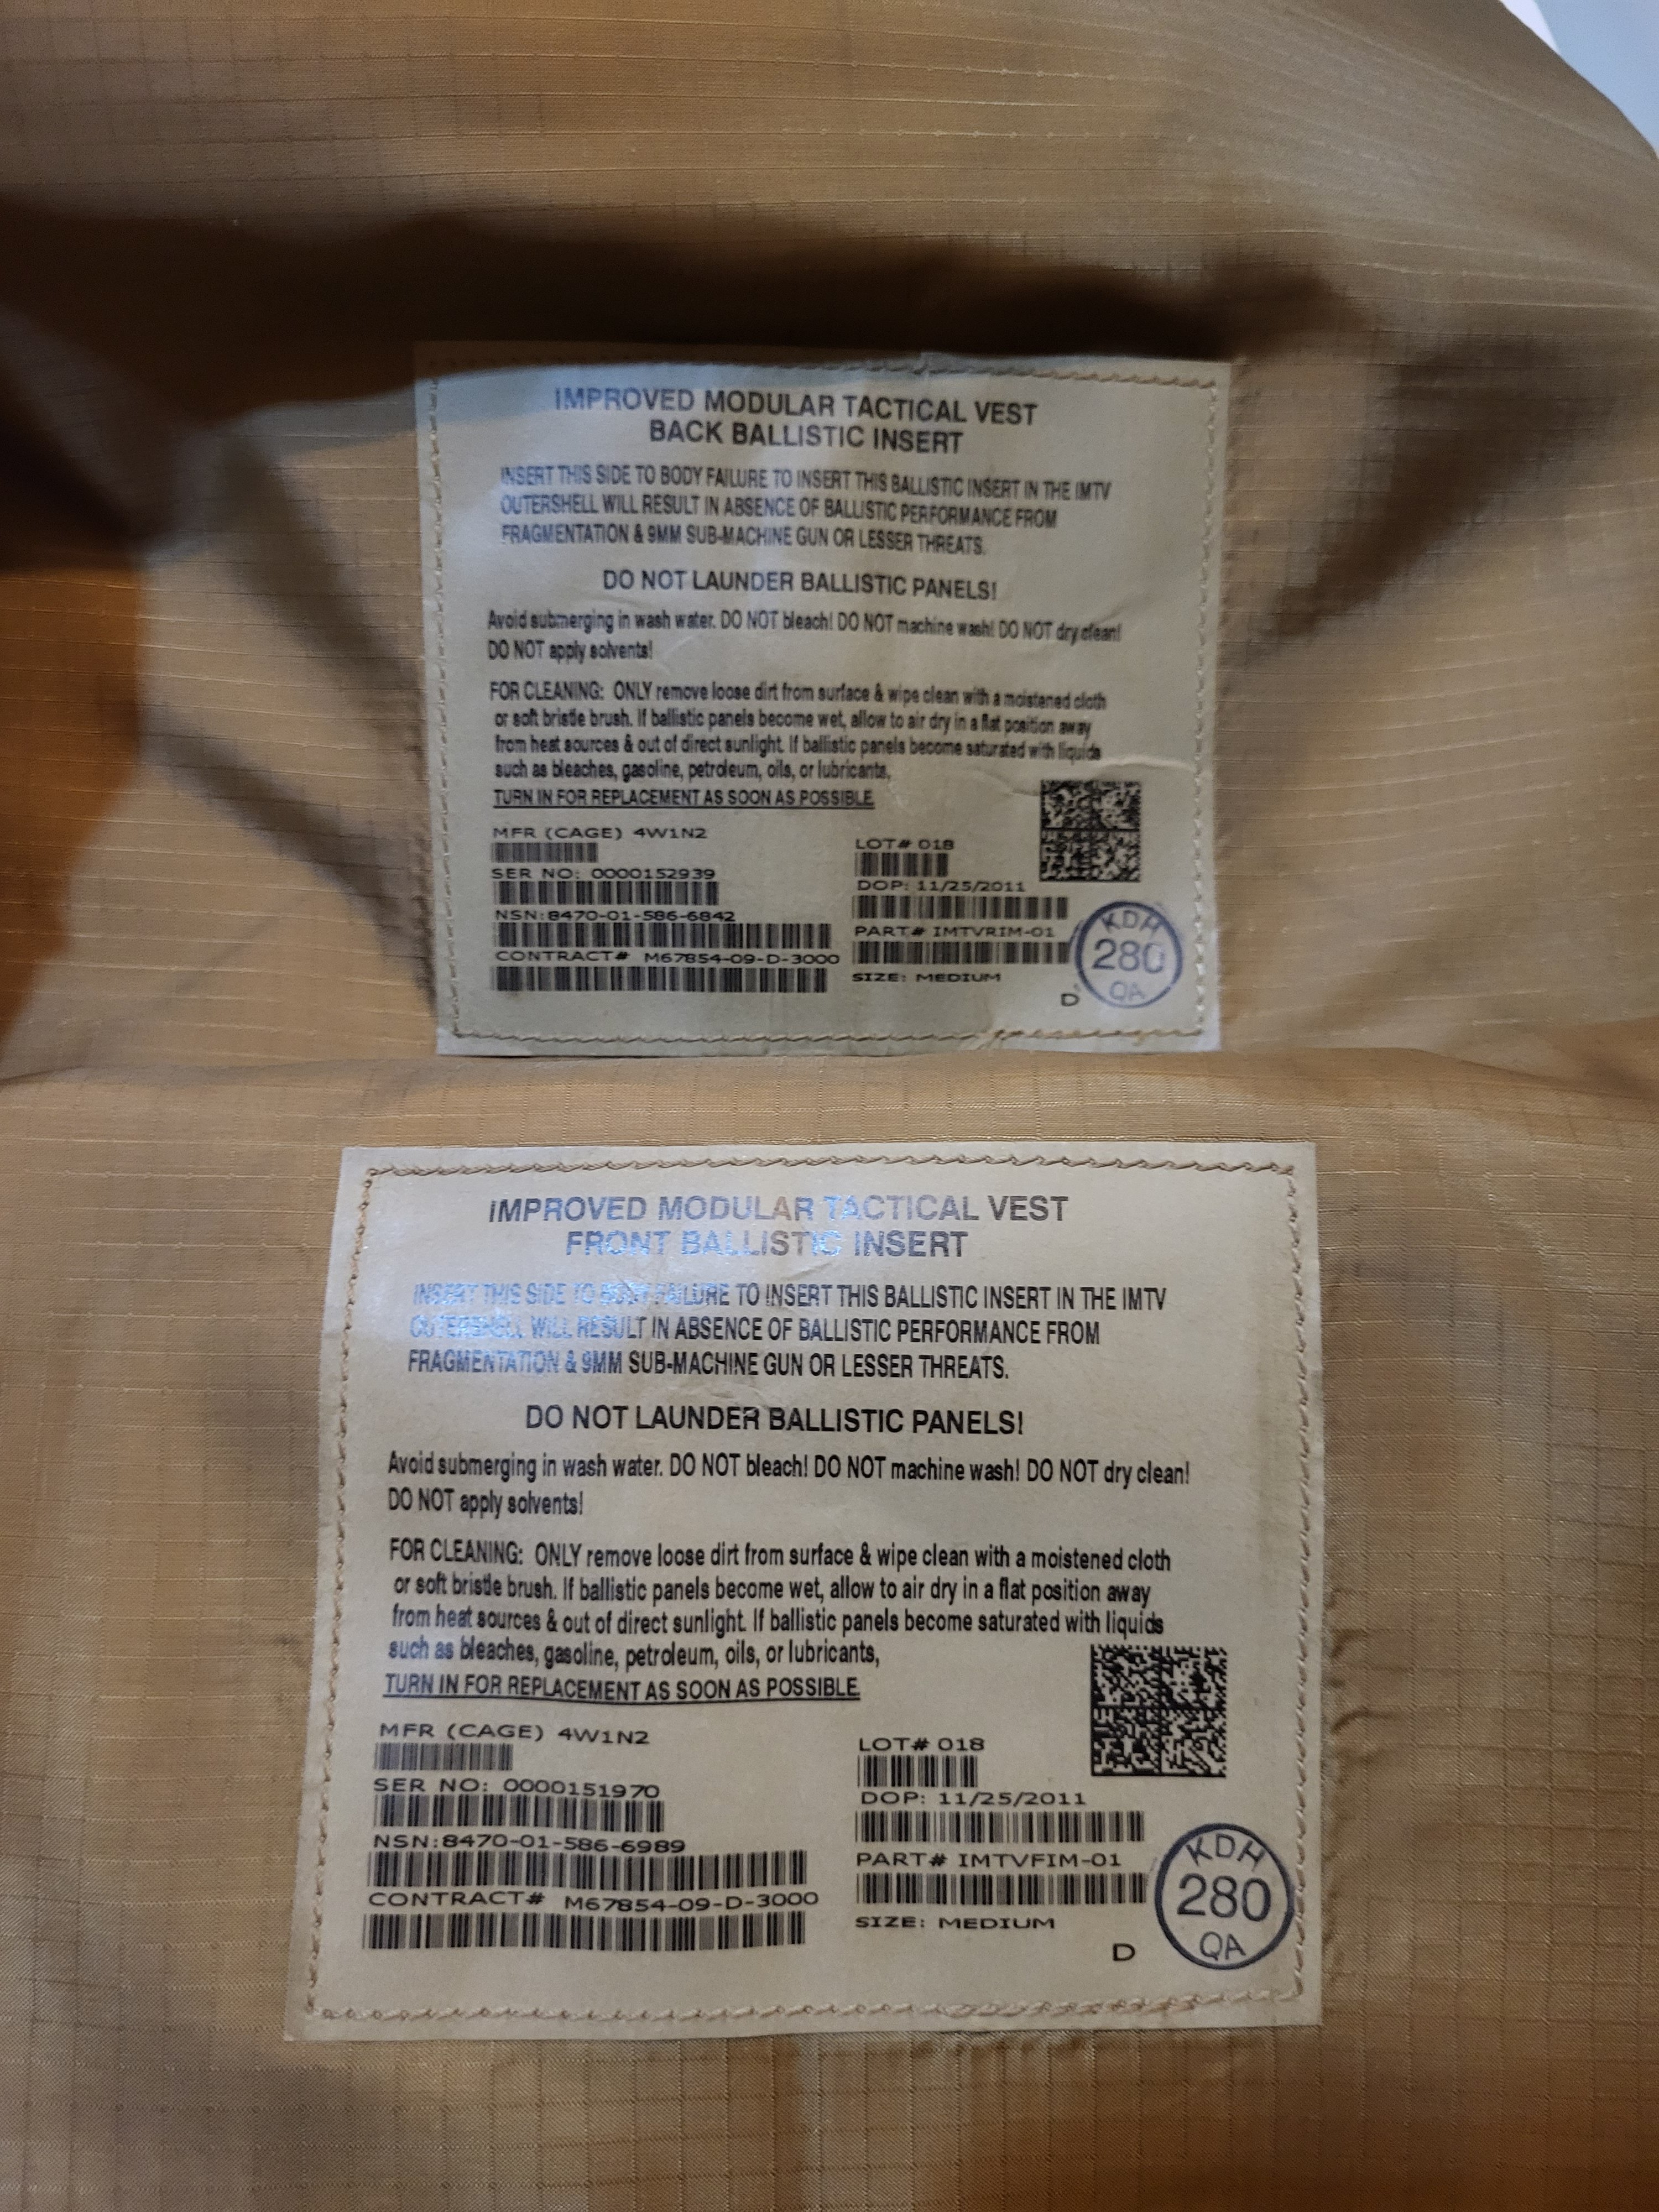 IMPROVED MODULAR TACTICAL VEST
BACK BALLISTIC INSERT
INSERT THIS SIDE TO BODY FAILURE TO INSERT THIS BALLISTIC INSERT IN THE IMTV
OUTERSHELL WILL RESULT IN ABSENCE OF BALLISTIC PERFORMANCE FROM
FRAGMENTATION & 9MM SUB-MACHINE GUN OR LESSER THREATS.
DO NOT LAUNDER BALLISTIC PANELS!
Avoid submerging in wash water. DO NOT bleach! DO NOT machine wash! DO NOT dry clean!
DO NOT apply solvents!
FOR CLEANING: ONLY remove loose dirt from surface & wipe clean with a moistened cloth
or soft bristle brush. If ballistic panels become wet, allow to air dry in a flat position away
from heat sources & out of direct sunlight. If ballistic panels become saturated with liquids
such as bleaches, gasoline, petroleum, oils, or lubricants,
TURN IN FOR REPLACEMENT AS SOON AS POSSIBLE.
MFR (CAGE) 4W1N2
SER NO: 0000152939
NSN:8470-01-586-6842
CONTRACT# M67854-09-D-3000
LOT# 018
DOP: 11/25/2011
PART# IMTVRIM-01
SIZE: MEDIUM
D
KDH
280
QA
IMPROVED MODULAR TACTICAL VEST
FRONT BALLISTIC INSERT
INSERT THIS SIDE TO BODY FAILURE TO INSERT THIS BALLISTIC INSERT IN THE IMTV
OUTERSHELL WILL RESULT IN ABSENCE OF BALLISTIC PERFORMANCE FROM
FRAGMENTATION & 9MM SUB-MACHINE GUN OR LESSER THREATS.
DO NOT LAUNDER BALLISTIC PANELS!
Avoid submerging in wash water. DO NOT bleach! DO NOT machine wash! DO NOT dry clean!
DO NOT apply solvents!
FOR CLEANING: ONLY remove loose dirt from surface & wipe clean with a moistened cloth
or soft bristle brush. If ballistic panels become wet, allow to air dry in a flat position away
from heat sources & out of direct sunlight. If ballistic panels become saturated with liquids
such as bleaches, gasoline, petroleum, oils, or lubricants,
TURN IN FOR REPLACEMENT AS SOON AS POSSIBLE.
MFR (CAGE) 4W1N2
SER NO: 0000151970
NSN:8470-01-586-6989
CONTRACT# M67854-09-D-3000
LOT# 018
DOP: 11/25/2011
PART# IMTVFIM-01
SIZE: MEDIUM
D
KDH
280
QA